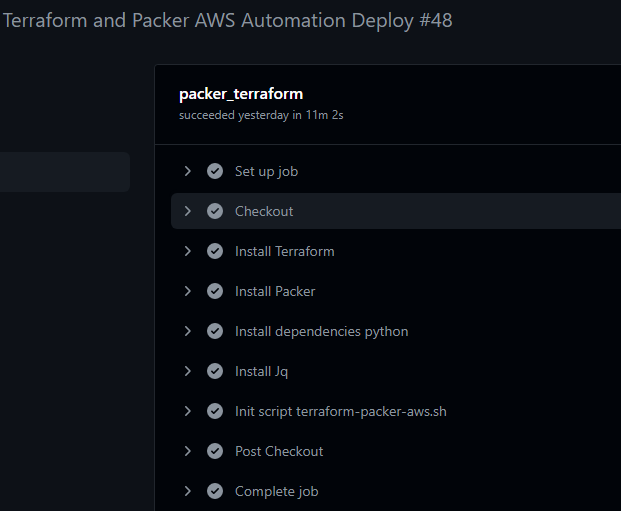 Terraform and Packer AWS Automation Deploy #48
packer_terraform
succeeded yesterday in 11m 2s
Set up job
Checkout
Install Terraform
Install Packer
Install dependencies python
Install Jq
Init script terraform-packer-aws.sh
Post Checkout
Complete job